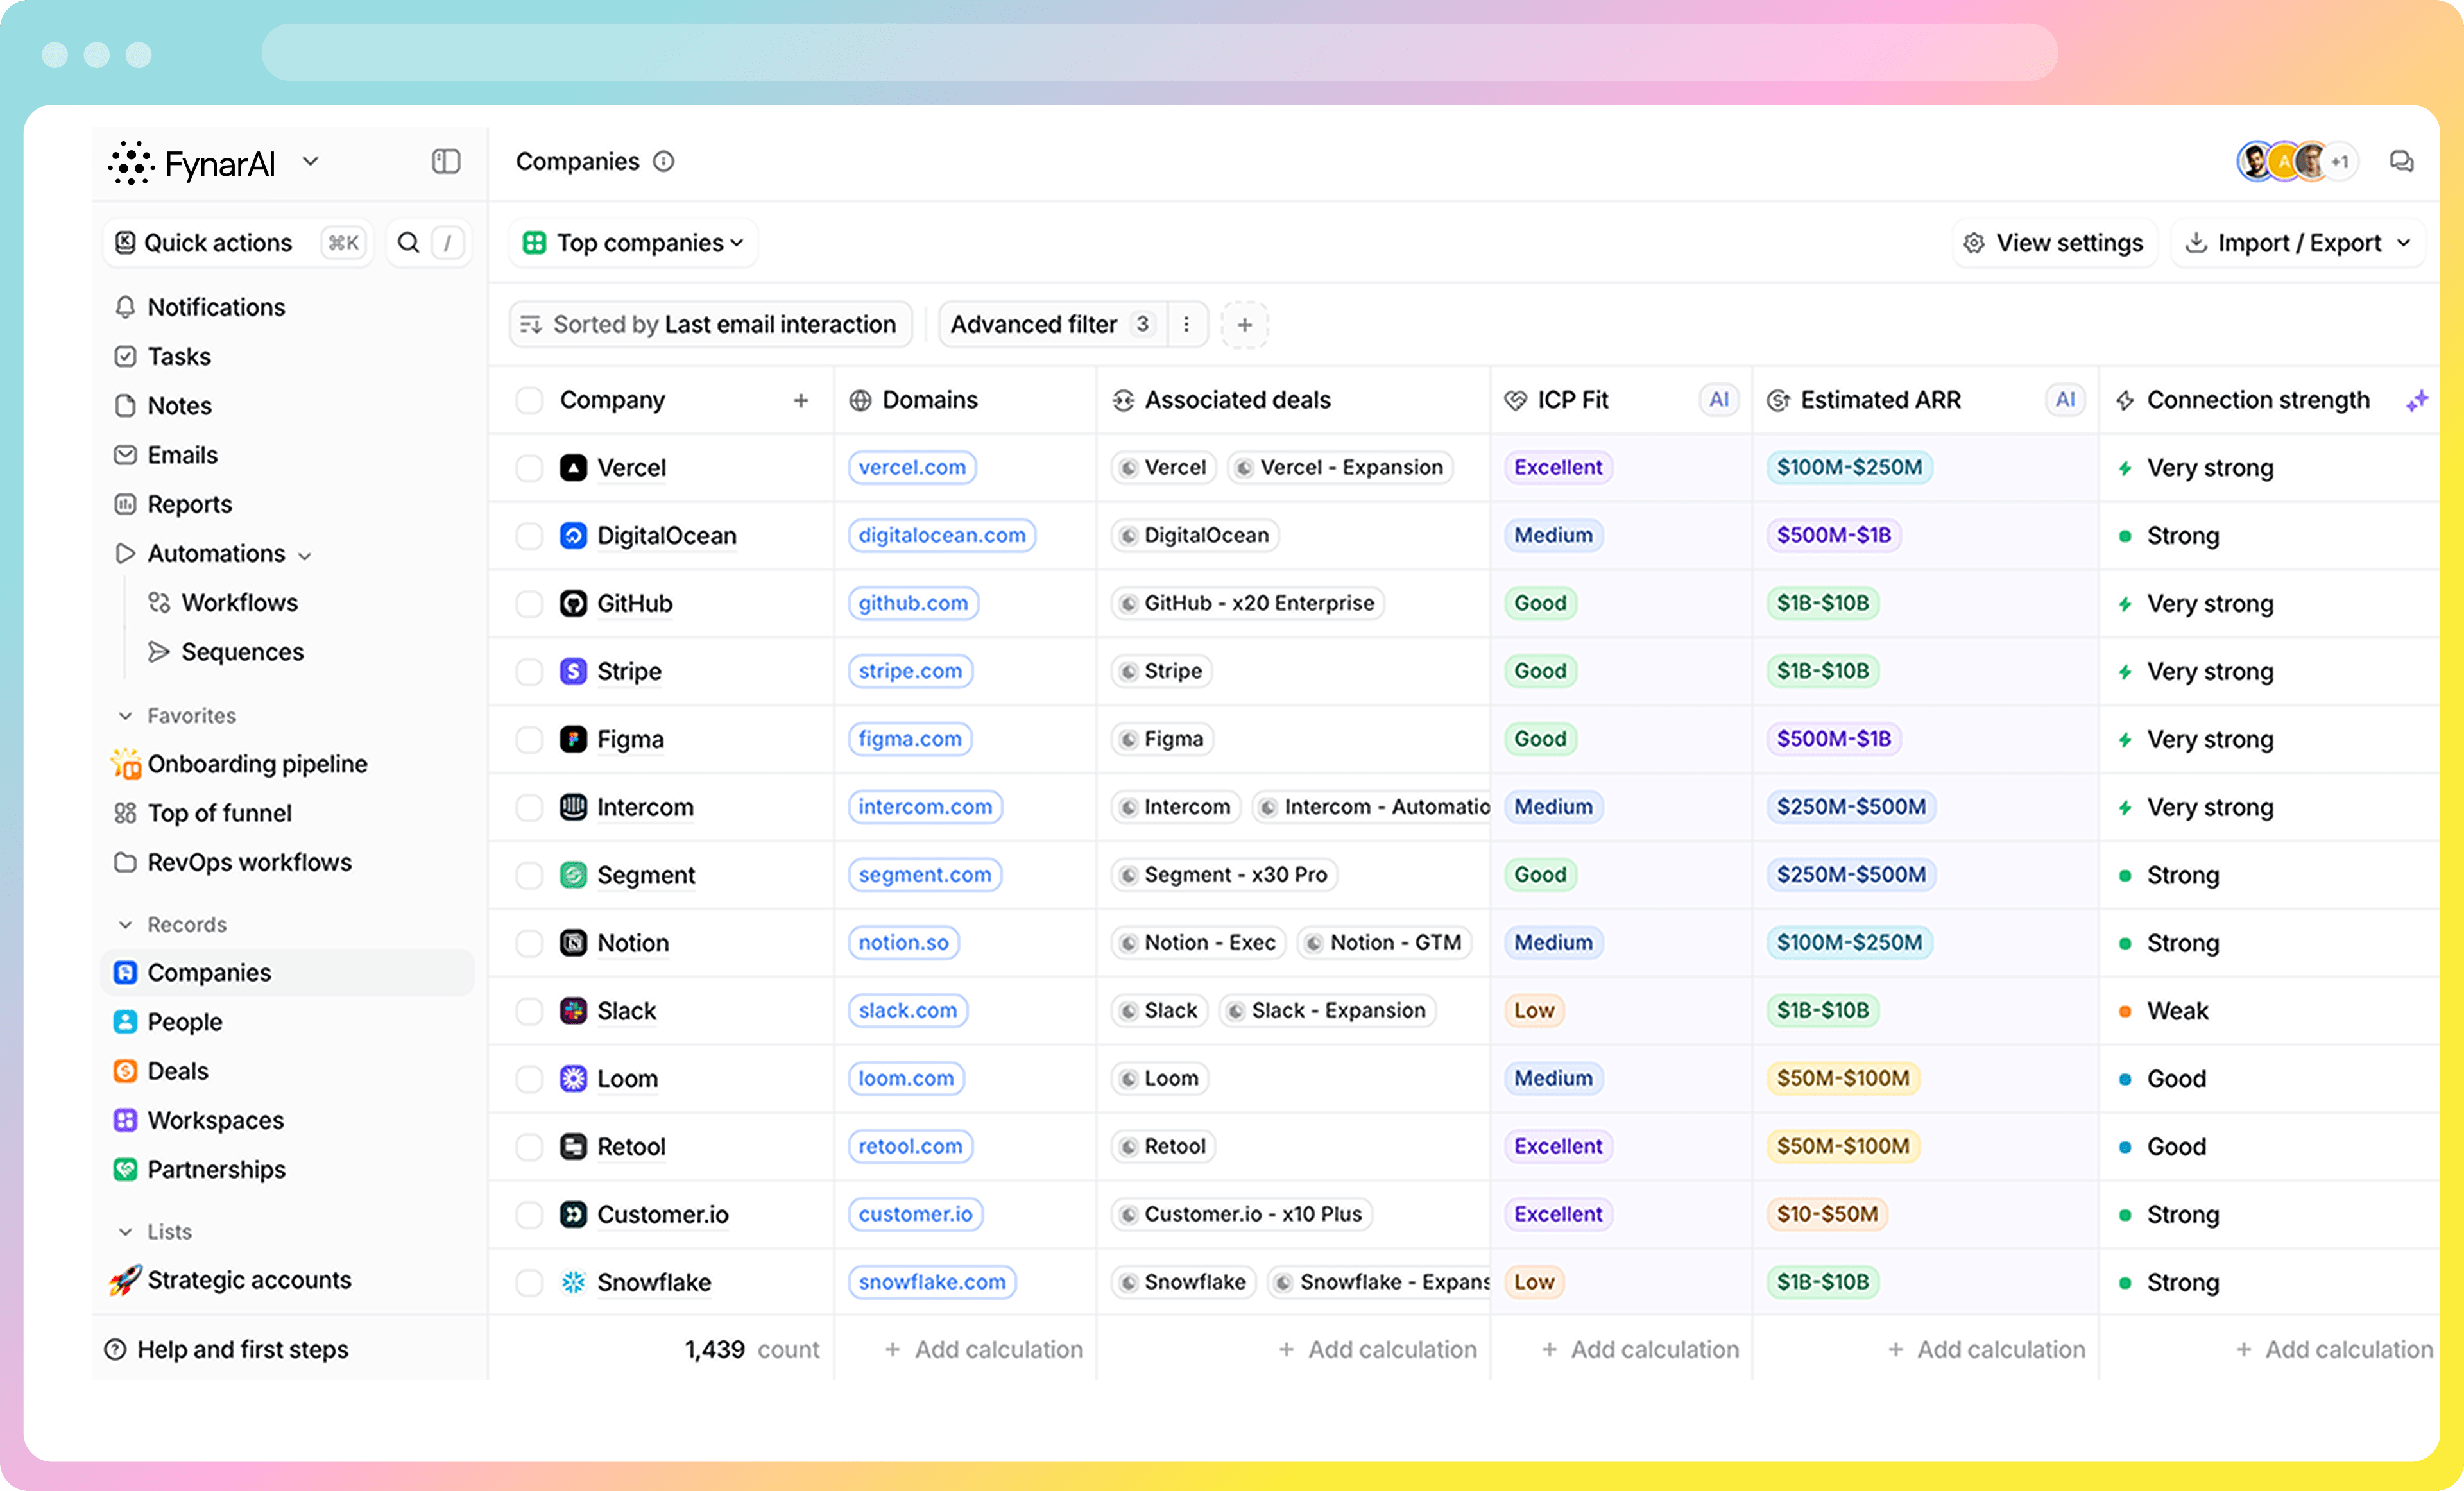 FynarAI
Companies
A
+1
Quick actions ⌘K /
Top companies
View settings
Import / Export
Notifications
Tasks
Notes
Emails
Reports
Automations
Workflows
Sequences
Favorites
Onboarding pipeline
Top of funnel
RevOps workflows
Records
Companies
People
Deals
Workspaces
Partnerships
Lists
Strategic accounts
Help and first steps
Sorted by Last email interaction
Advanced filter 3
+
Company + Domains Associated deals ICP Fit AI Estimated ARR AI Connection strength
Vercel vercel.com Vercel Vercel - Expansion Excellent $100M-$250M Very strong
DigitalOcean digitalocean.com DigitalOcean Medium $500M-$1B Strong
GitHub github.com GitHub - x20 Enterprise Good $1B-$10B Very strong
Stripe stripe.com Stripe Good $1B-$10B Very strong
Figma figma.com Figma Good $500M-$1B Very strong
Intercom intercom.com Intercom Intercom - Automatio Medium $250M-$500M Very strong
Segment segment.com Segment - x30 Pro Good $250M-$500M Strong
Notion notion.so Notion - Exec Notion - GTM Medium $100M-$250M Strong
Slack slack.com Slack Slack - Expansion Low $1B-$10B Weak
Loom loom.com Loom Medium $50M-$100M Good
Retool retool.com Retool Excellent $50M-$100M Good
Customer.io customer.io Customer.io - x10 Plus Excellent $10-$50M Strong
Snowflake snowflake.com Snowflake Snowflake - Expans Low $1B-$10B Strong
1,439 count + Add calculation + Add calculation + Add calculation + Add calculation + Add calculation